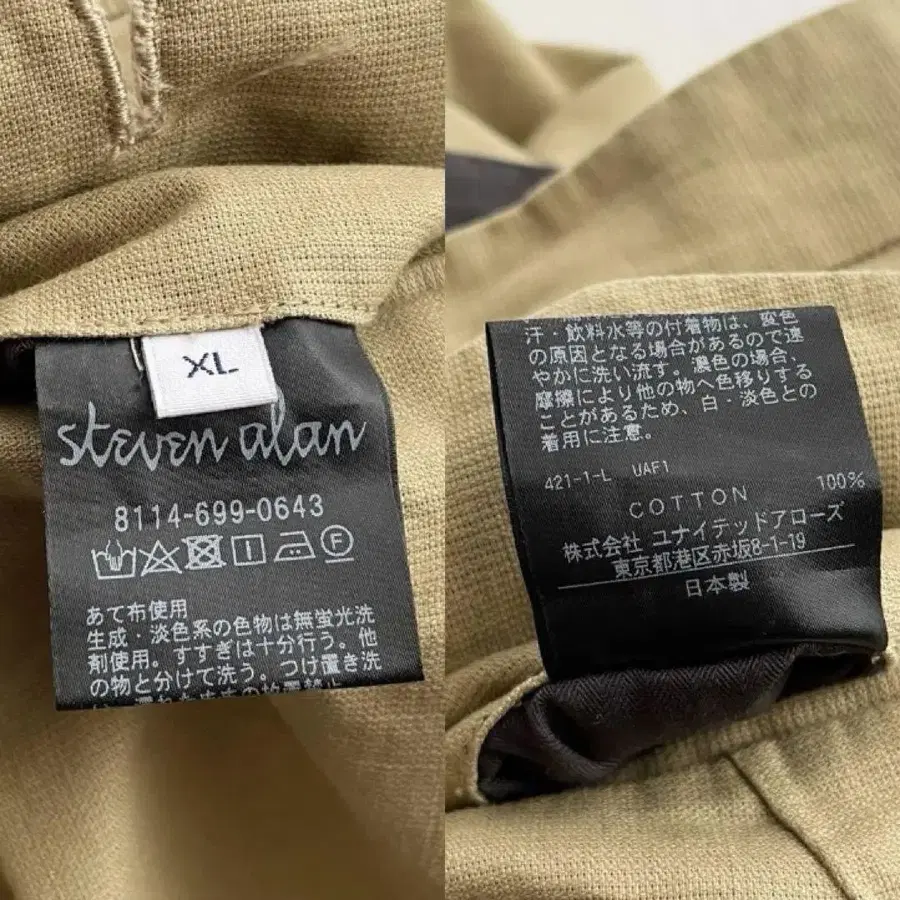 XL
steven alan
8114-699-0643
あて布使用
生成・淡色系の色物は無蛍光洗
剤使用。すすぎは十分行う。他
の物と分けて洗う。つけ置き洗
汗・飲料水等の付着物は、変色
の原因となる場合があるので速
やかに洗い流す。濃色の場合、
摩擦により他の物へ色移りする
ことがあるため、白・淡色との
着用に注意。
421-1-L UAF1
COTTON 100%
株式会社 ユナイテッドアローズ
東京都港区赤坂8-1-19
日本製